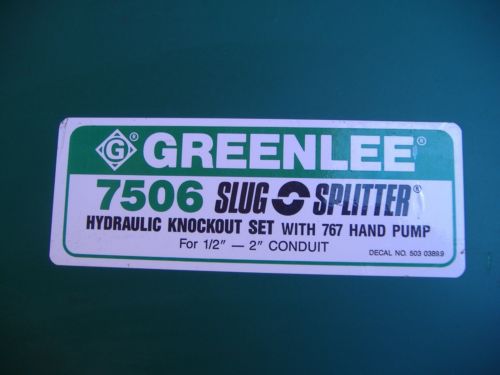 G® GREENLEE®
7506 SLUG SPLITTER®
HYDRAULIC KNOCKOUT SET WITH 767 HAND PUMP
For 1/2" — 2" CONDUIT
DECAL NO. 503 0389.9